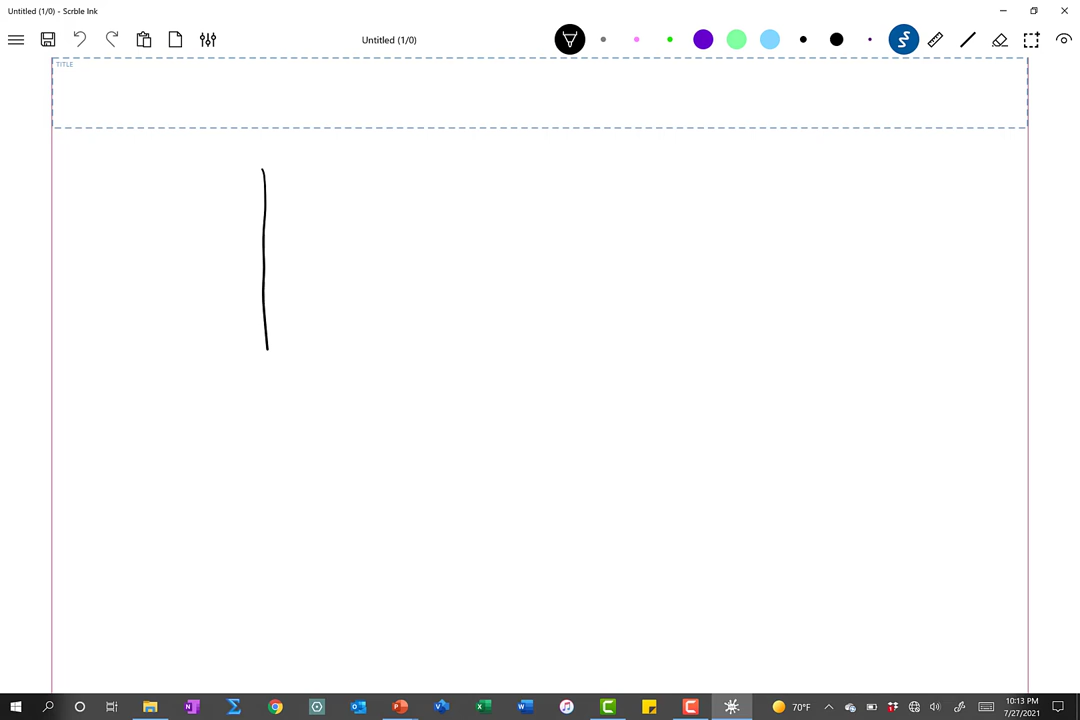 Untitled (1/0) - Scrble Ink
Untitled (1/0)
TITLE
70°F
10:13 PM
7/27/2021